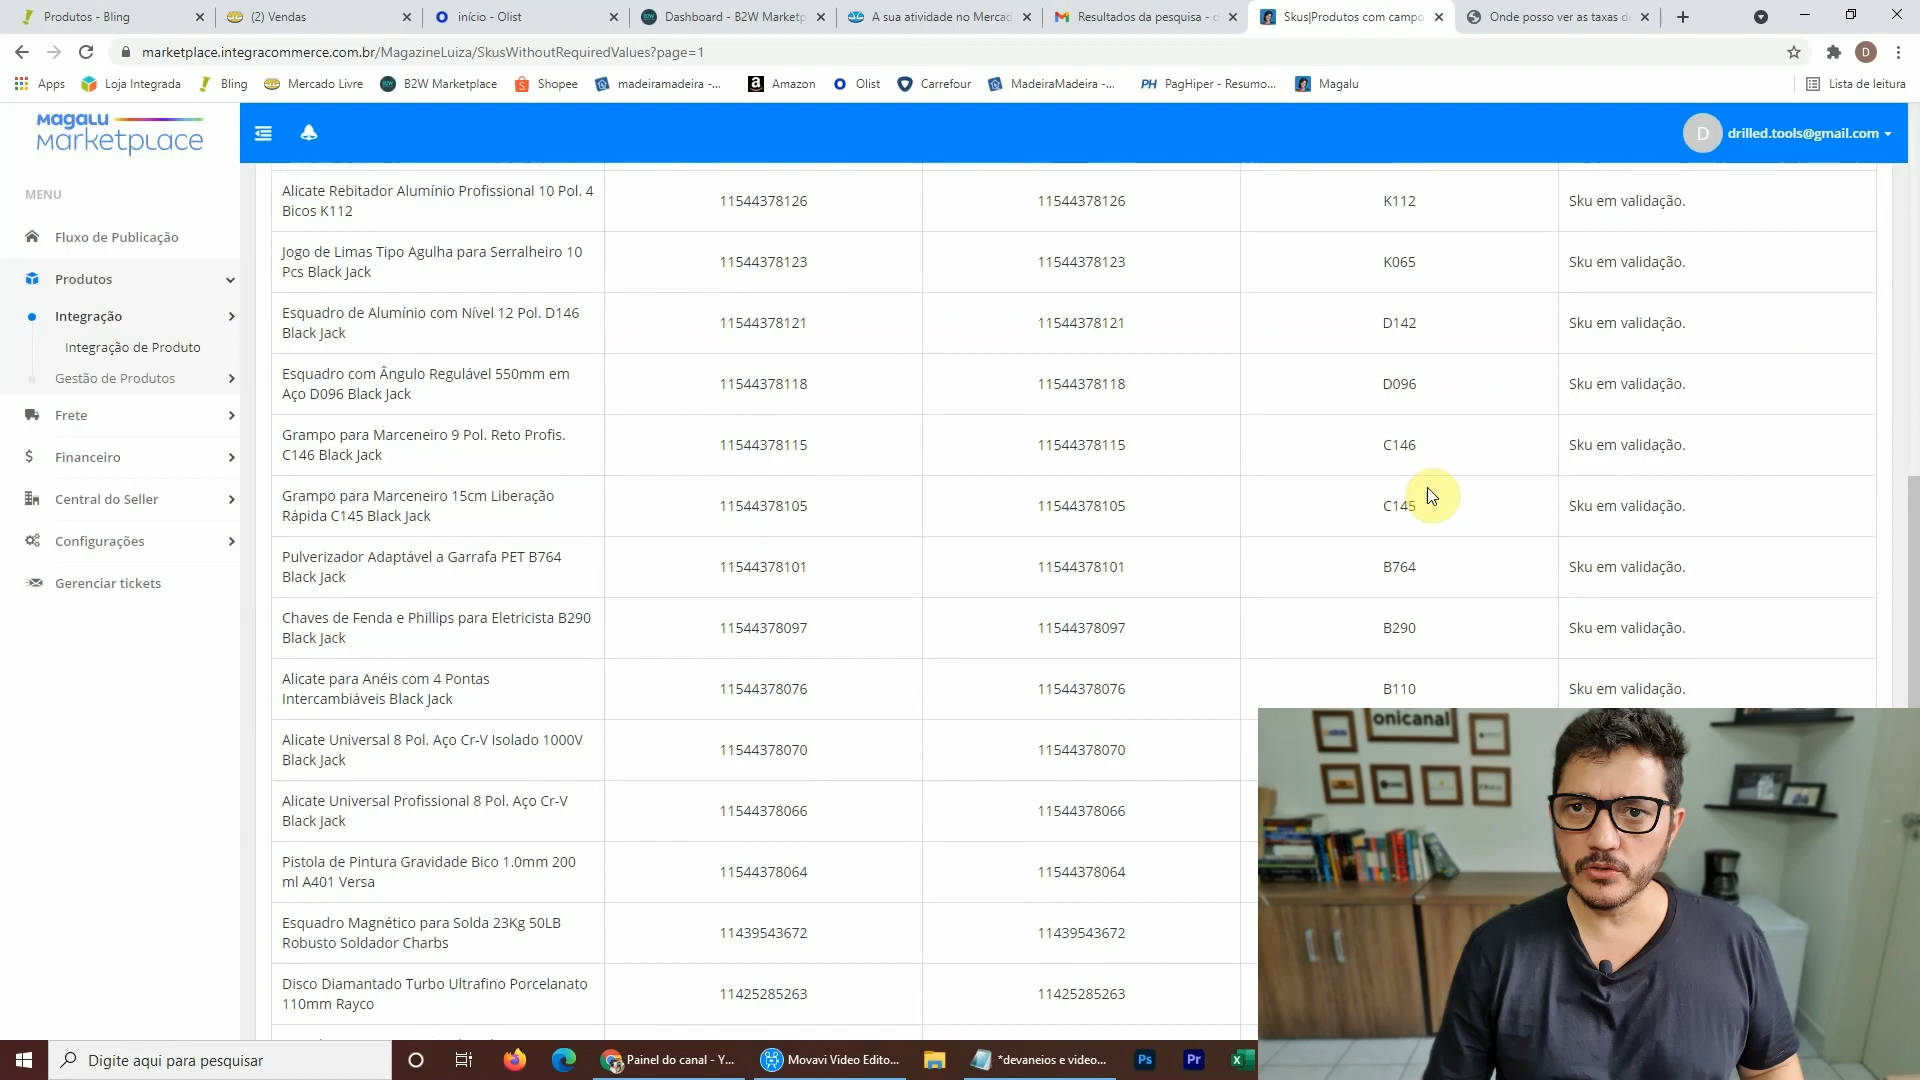 Produtos - Bling
(2) Vendas
início - Olist
Dashboard - B2W Marketp
A sua atividade no Mercad
Resultados da pesquisa - d
Skus|Produtos com campo
Onde posso ver as taxas de
marketplace.integracommerce.com.br/MagazineLuiza/SkusWithoutRequiredValues?page=1
D
Apps
Loja Integrada
Bling
Mercado Livre
B2W Marketplace
Shopee
madeiramadeira -...
Amazon
Olist
Carrefour
MadeiraMadeira -...
PH PagHiper - Resumo...
Magalu
Lista de leitura
Magalu
Marketplace
D drilled.tools@gmail.com
MENU
Fluxo de Publicação
Produtos
Integração
Integração de Produto
Gestão de Produtos
Frete
Financeiro
Central do Seller
Configurações
Gerenciar tickets
Alicate Rebitador Alumínio Profissional 10 Pol. 4
Bicos K112
11544378126 11544378126 K112 Sku em validação.
Jogo de Limas Tipo Agulha para Serralheiro 10
Pcs Black Jack
11544378123 11544378123 K065 Sku em validação.
Esquadro de Alumínio com Nível 12 Pol. D146
Black Jack
11544378121 11544378121 D142 Sku em validação.
Esquadro com Ângulo Regulável 550mm em
Aço D096 Black Jack
11544378118 11544378118 D096 Sku em validação.
Grampo para Marceneiro 9 Pol. Reto Profis.
C146 Black Jack
11544378115 11544378115 C146 Sku em validação.
Grampo para Marceneiro 15cm Liberação
Rápida C145 Black Jack
11544378105 11544378105 C145 Sku em validação.
Pulverizador Adaptável a Garrafa PET B764
Black Jack
11544378101 11544378101 B764 Sku em validação.
Chaves de Fenda e Phillips para Eletricista B290
Black Jack
11544378097 11544378097 B290 Sku em validação.
Alicate para Anéis com 4 Pontas
Intercambiáveis Black Jack
11544378076 11544378076 B110 Sku em validação.
Alicate Universal 8 Pol. Aço Cr-V Isolado 1000V
Black Jack
11544378070 11544378070
Alicate Universal Profissional 8 Pol. Aço Cr-V
Black Jack
11544378066 11544378066
Pistola de Pintura Gravidade Bico 1.0mm 200
ml A401 Versa
11544378064 11544378064
Esquadro Magnético para Solda 23Kg 50LB
Robusto Soldador Charbs
11439543672 11439543672
Disco Diamantado Turbo Ultrafino Porcelanato
110mm Rayco
11425285263 11425285263
onicanal
Digite aqui para pesquisar
Painel do canal - Y...
Movavi Video Edito...
*devaneios e video...
Ps
Pr